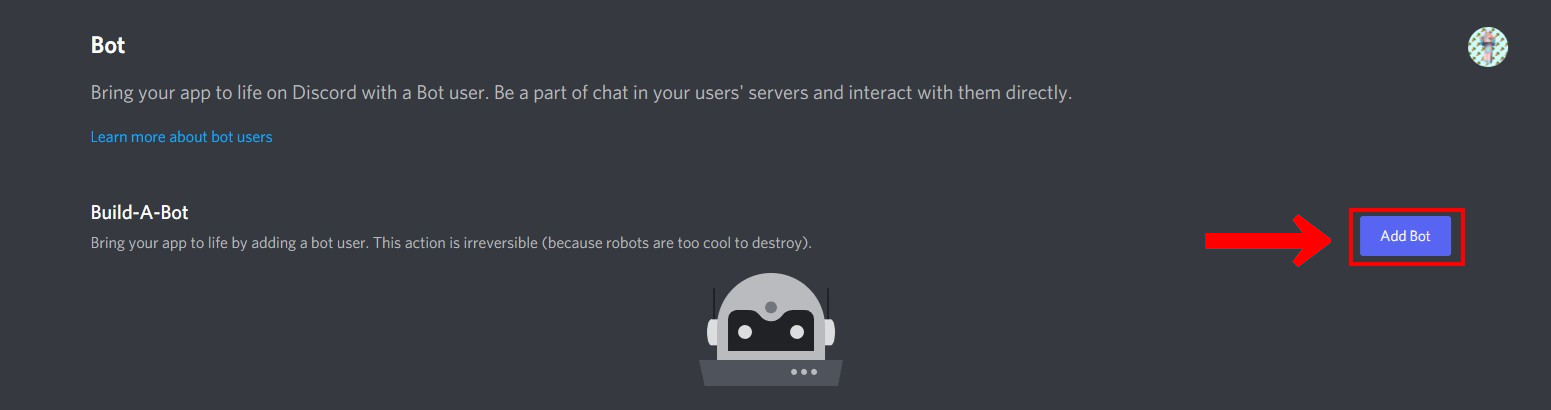 Bot
Bring your app to life on Discord with a Bot user. Be a part of chat in your users' servers and interact with them directly.
Learn more about bot users
Build-A-Bot
Bring your app to life by adding a bot user. This action is irreversible (because robots are too cool to destroy).
Add Bot